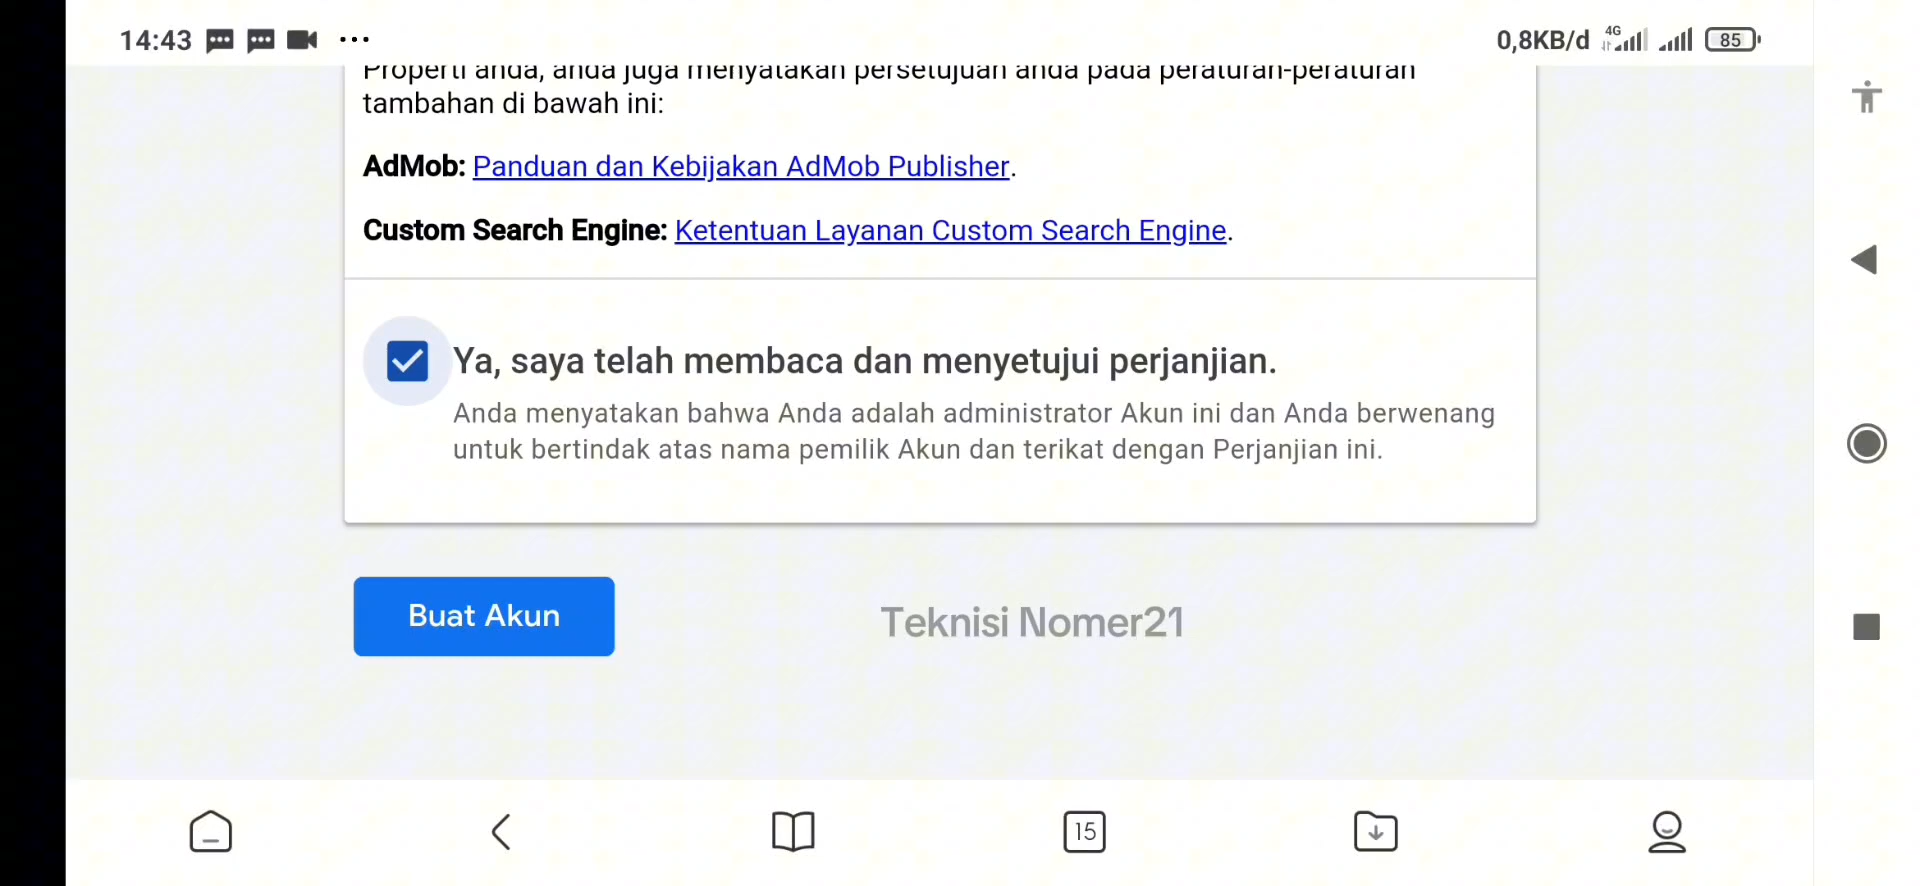 14:43
0,8KB/d 4G 85
Properti anda, anda juga menyatakan persetujuan anda pada peraturan-peraturan
tambahan di bawah ini:
AdMob: Panduan dan Kebijakan AdMob Publisher.
Custom Search Engine: Ketentuan Layanan Custom Search Engine.
Ya, saya telah membaca dan menyetujui perjanjian.
Anda menyatakan bahwa Anda adalah administrator Akun ini dan Anda berwenang
untuk bertindak atas nama pemilik Akun dan terikat dengan Perjanjian ini.
Buat Akun
Teknisi Nomer21
15